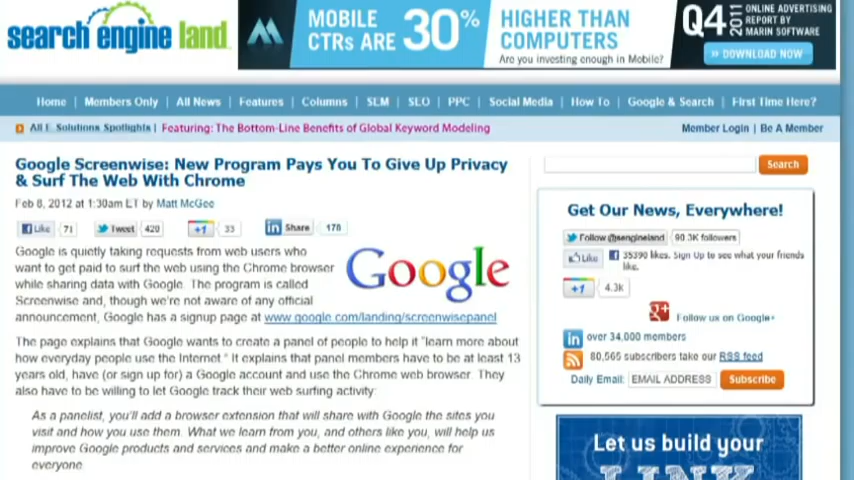 search engine land
MOBILE
CTRs ARE 30%
HIGHER THAN
COMPUTERS
Are you investing enough in Mobile?
Q4 2011 ONLINE ADVERTISING
REPORT BY
MARIN SOFTWARE
» DOWNLOAD NOW
Home | Members Only | All News | Features | Columns | SEM | SEO | PPC | Social Media | How To | Google & Search | First Time Here?
Solutions Spotlights | Featuring: The Bottom-Line Benefits of Global Keyword Modeling
Member Login | Be A Member
Google Screenwise: New Program Pays You To Give Up Privacy
& Surf The Web With Chrome
Feb 8, 2012 at 1:30am ET by Matt McGee
Like 71 Tweet 420 +1 33 Share 178
Google is quietly taking requests from web users who
want to get paid to surf the web using the Chrome browser
while sharing data with Google. The program is called
Screenwise and, though we're not aware of any official
announcement, Google has a signup page at www.google.com/landing/screenwisepanel
Google
The page explains that Google wants to create a panel of people to help it "learn more about
how everyday people use the Internet." It explains that panel members have to be at least 13
years old, have (or sign up for) a Google account and use the Chrome web browser. They
also have to be willing to let Google track their web surfing activity:
As a panelist, you'll add a browser extension that will share with Google the sites you
visit and how you use them. What we learn from you, and others like you, will help us
improve Google products and services and make a better online experience for
everyone.
Search
Get Our News, Everywhere!
Follow @sengineland 90.3K followers
Like 35390 likes. Sign Up to see what your friends
like.
+1 4.3k
Follow us on Google+
over 34,000 members
80,565 subscribers take our RSS feed
Daily Email: EMAIL ADDRESS Subscribe
Let us build your
LINK